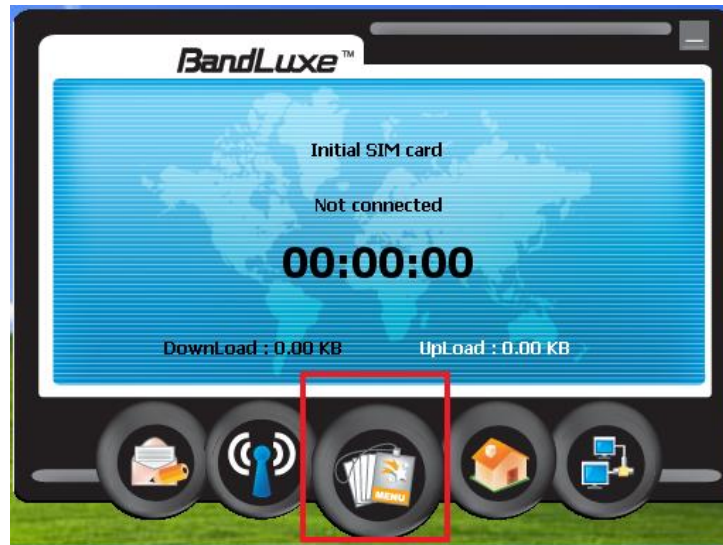 BandLuxe™
Initial SIM card
Not connected
00:00:00
DownLoad : 0.00 KB UpLoad : 0.00 KB
MENU